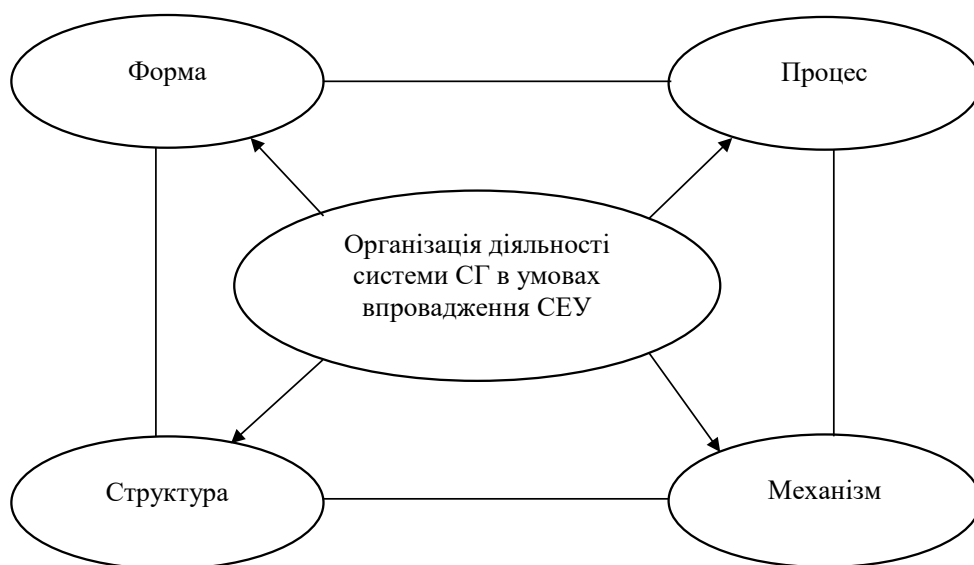 Форма
Процес
Організація діяльності
системи СГ в умовах
впровадження СЕУ
Структура
Механізм